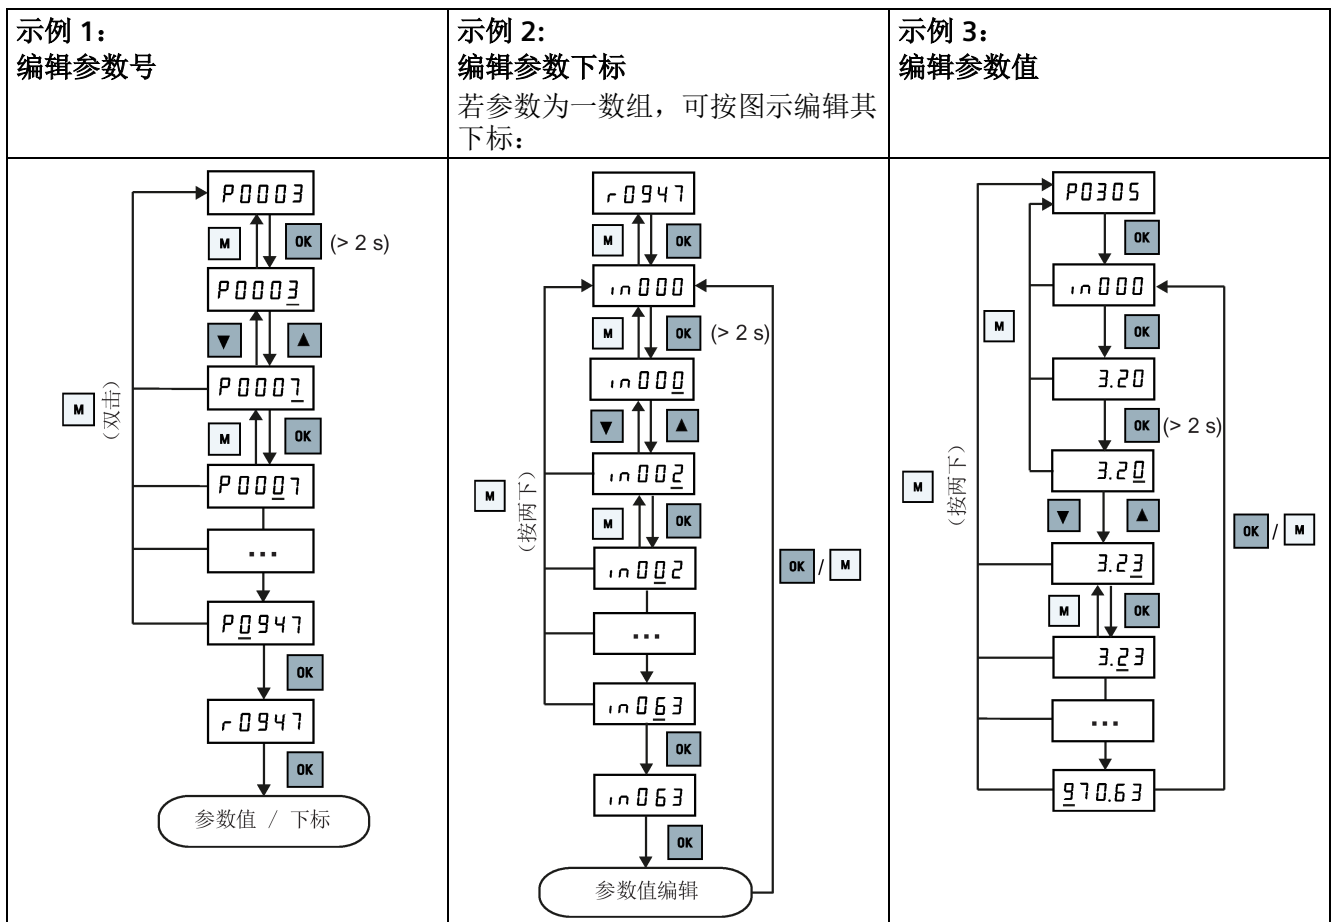 示例 1：
编辑参数号
示例 2:
编辑参数下标
若参数为一数组，可按图示编辑其
下标：
示例 3：
编辑参数值
P0003
M
OK
(> 2 s)
P0003
▼
▲
P0007
M
(双击)
M
OK
P0007
...
P0947
OK
r0947
OK
参数值 / 下标
r0947
M
OK
in000
M
OK
(> 2 s)
in000
▼
▲
in002
M
(按两下)
M
OK
in002
OK / M
...
in063
OK
in063
OK
参数值编辑
P0305
OK
in000
M
OK
3.20
OK
(> 2 s)
3.20
M
(按两下)
▼
▲
OK / M
3.23
M
OK
3.23
...
970.63